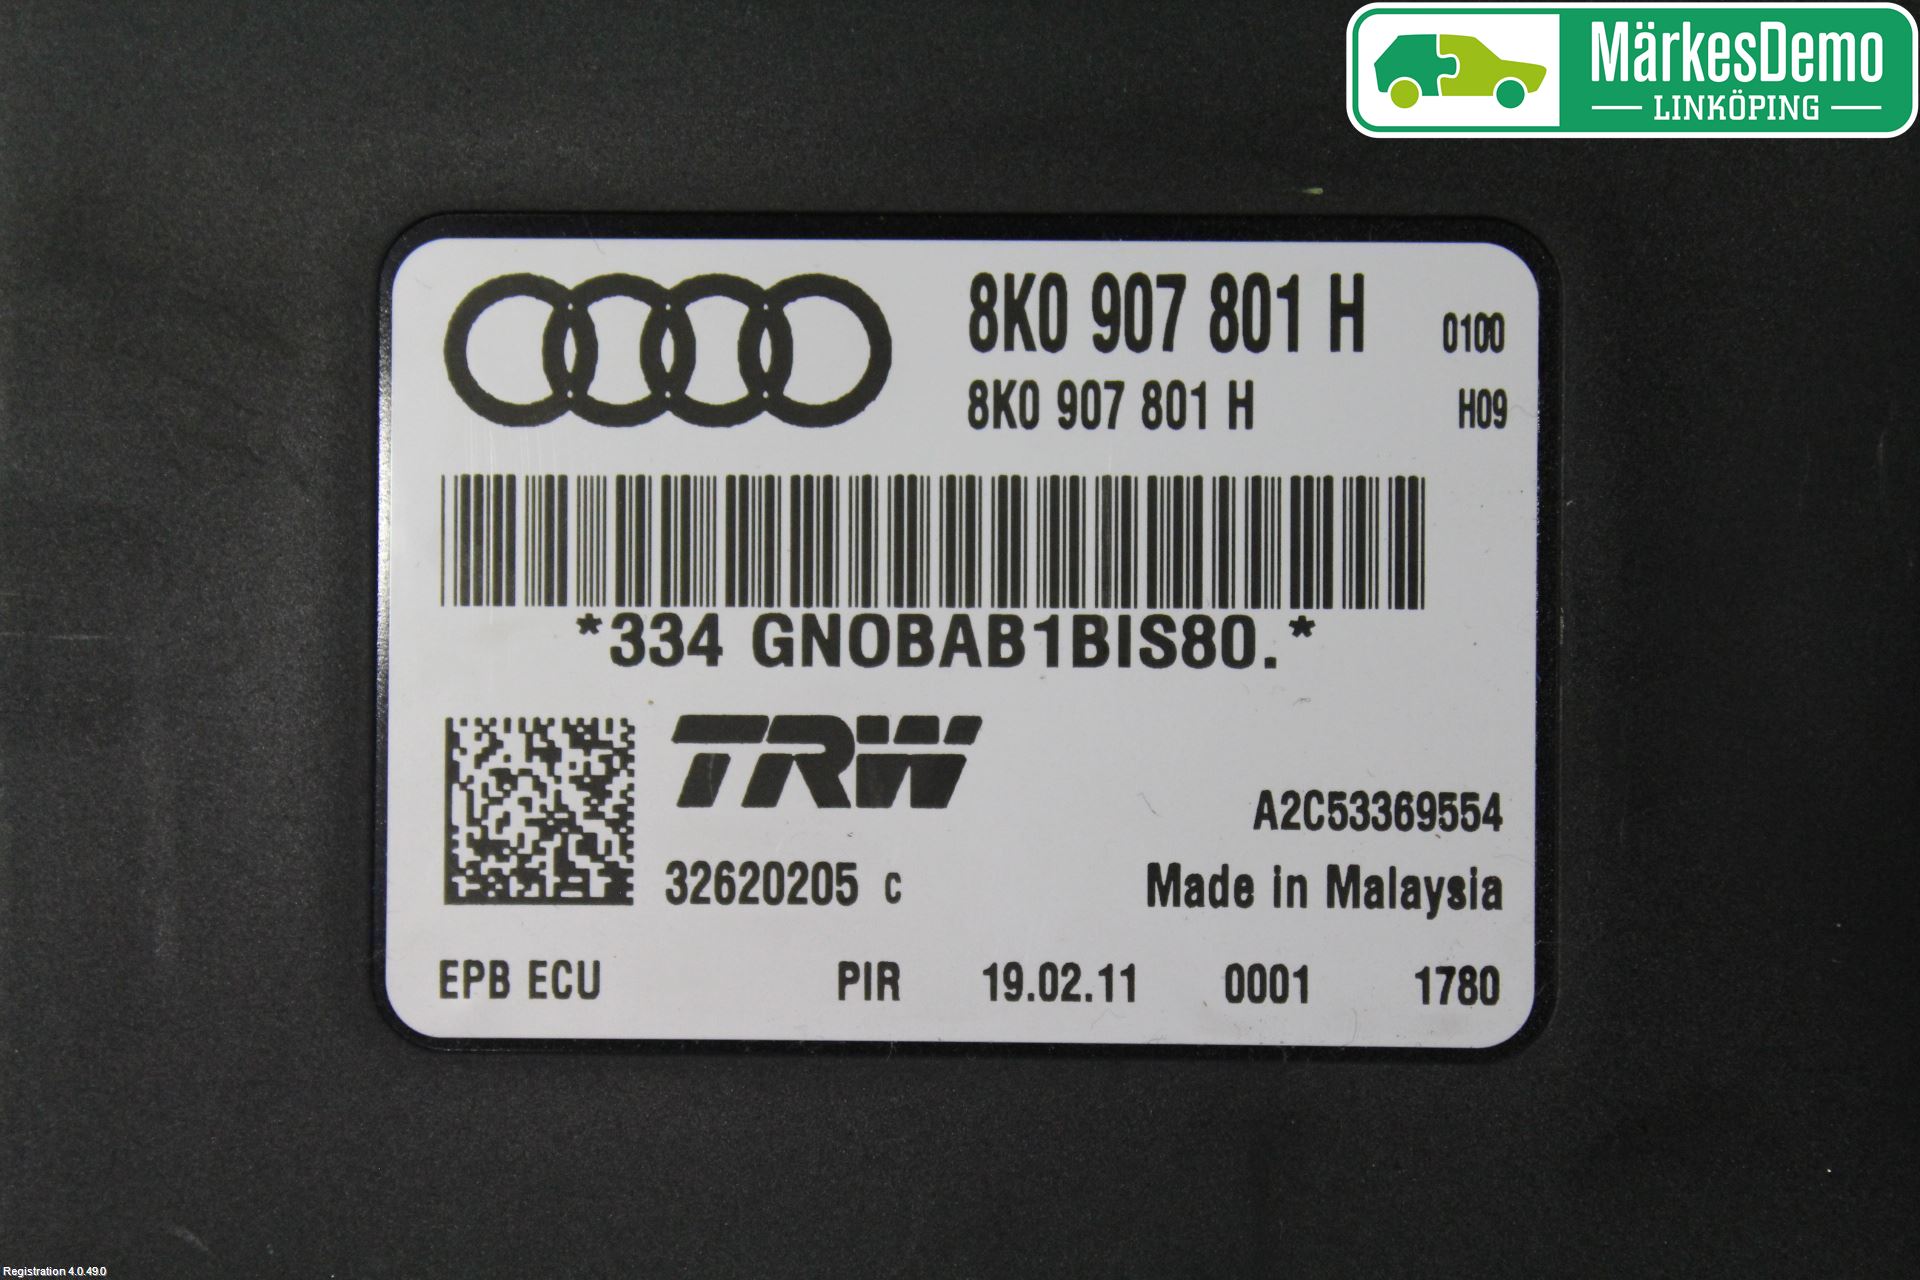 MärkesDemo
LINKÖPING
8K0 907 801 H 0100
8K0 907 801 H H09
*334 GNOBAB1BIS80.*
TRW
A2C53369554
32620205 C Made in Malaysia
EPB ECU PIR 19.02.11 0001 1780
Registration 4.0.49.0